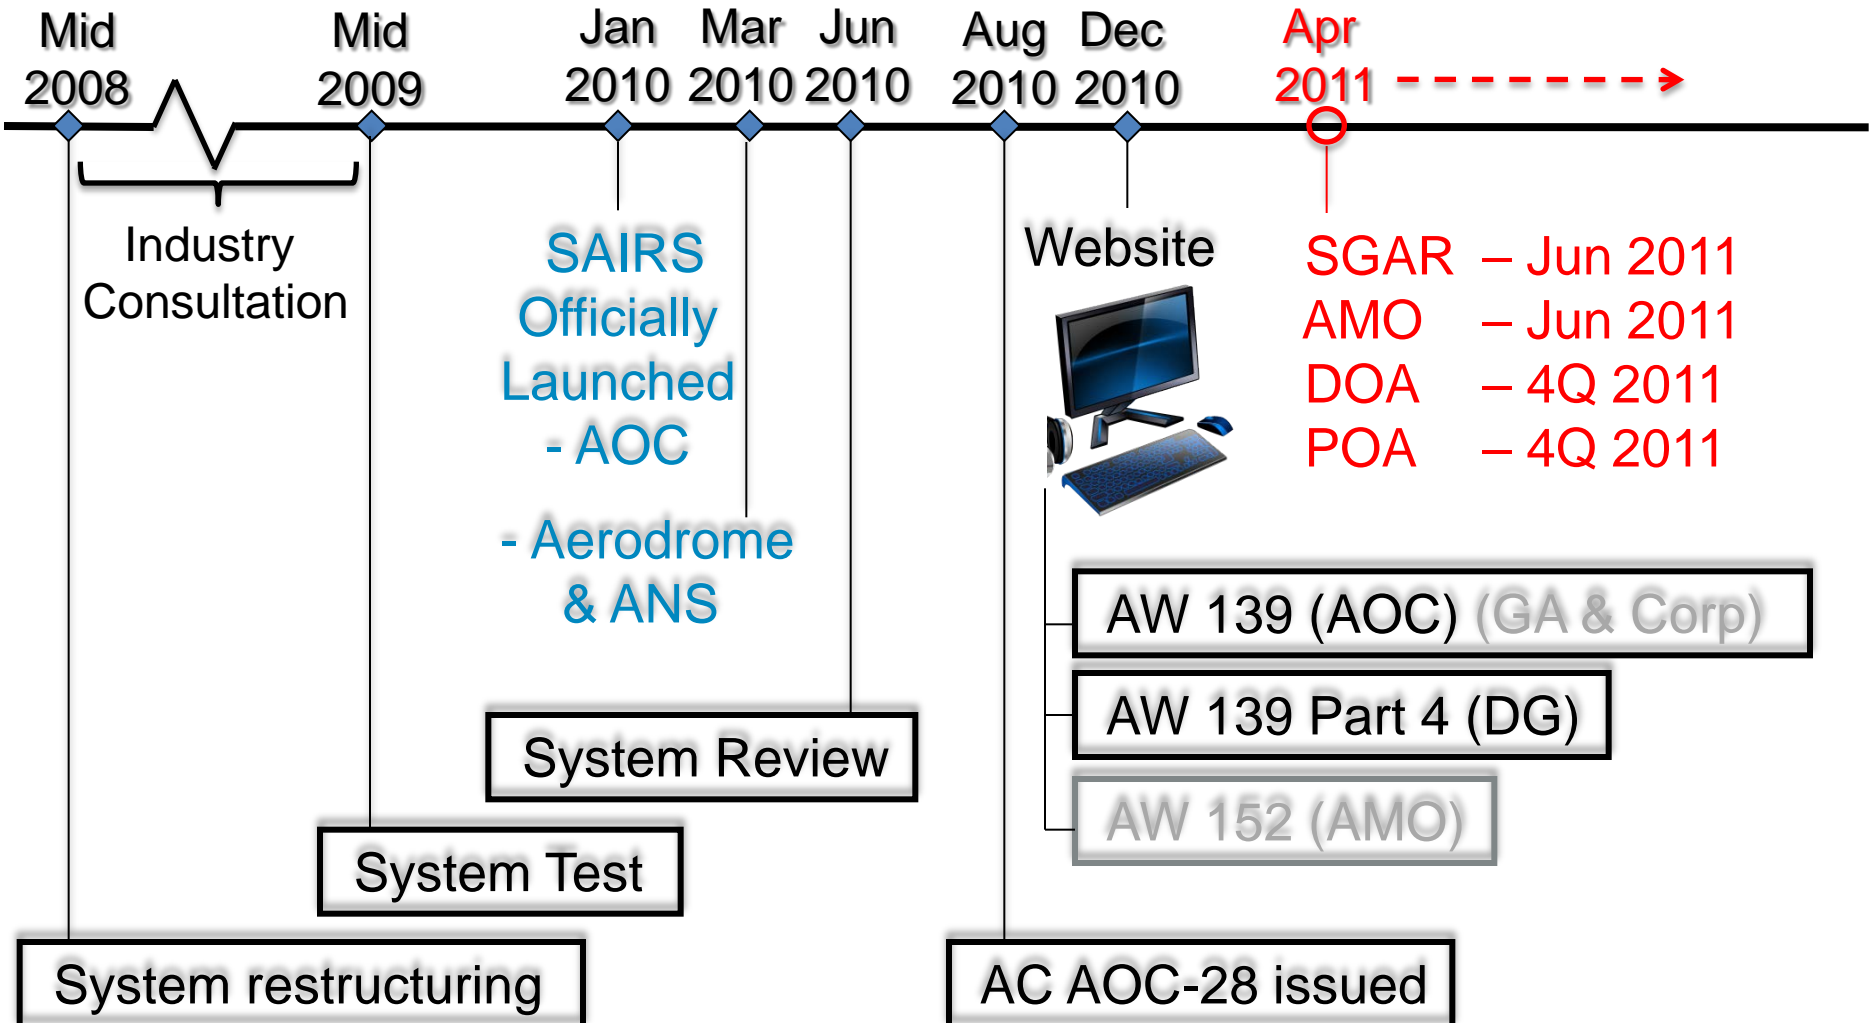 Mid
2008
Mid
2009
Jan
2010
Mar
2010
Jun
2010
Aug
2010
Dec
2010
Apr
2011
Industry
Consultation
SAIRS
Officially
Launched
- AOC
- Aerodrome
& ANS
Website
SGAR – Jun 2011
AMO – Jun 2011
DOA – 4Q 2011
POA – 4Q 2011
AW 139 (AOC) (GA & Corp)
AW 139 Part 4 (DG)
AW 152 (AMO)
System Review
System Test
System restructuring
AC AOC-28 issued